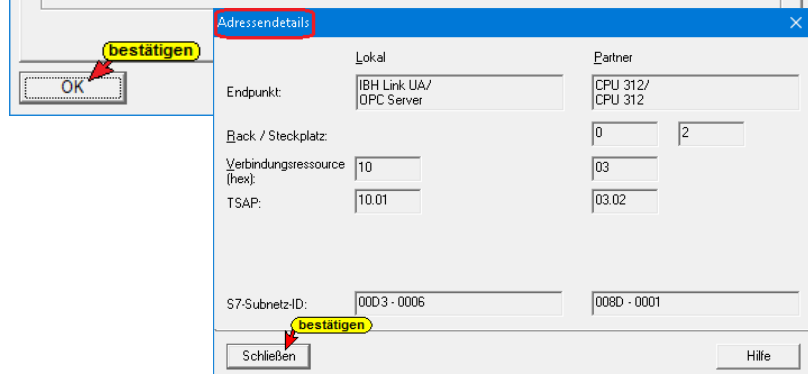 Adressendetails
bestätigen
OK
Lokal
Partner
Endpunkt:
IBH Link UA/
OPC Server
CPU 312/
CPU 312
Rack / Steckplatz:
0
2
Verbindungsressource
(hex):
10
03
TSAP:
10.01
03.02
S7-Subnetz-ID:
00D3 - 0006
008D - 0001
bestätigen
Schließen
Hilfe